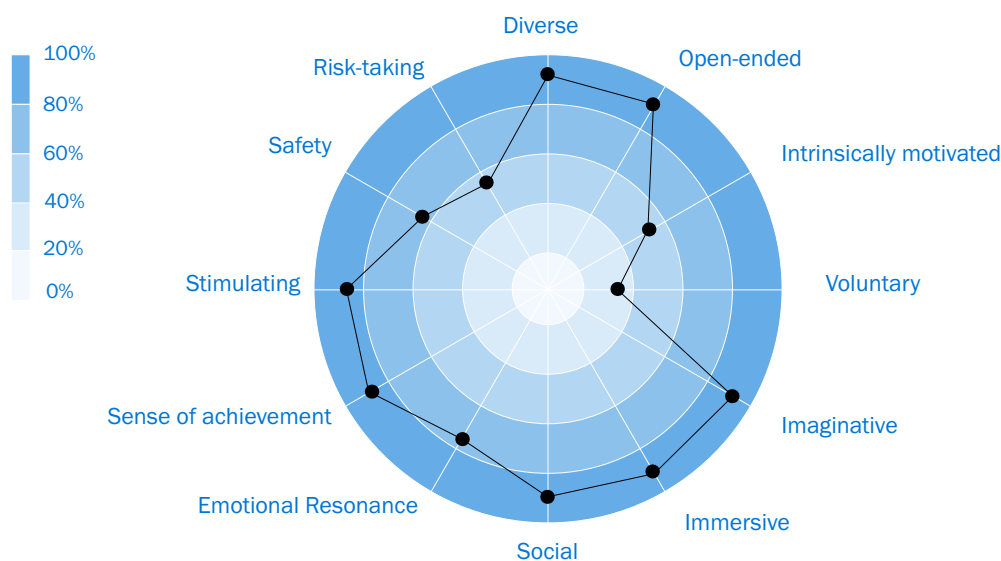 Diverse
100%
Risk-taking
Open-ended
80%
Safety
60%
Intrinsically motivated
40%
20%
Stimulating
Voluntary
0%
Sense of achievement
Imaginative
Emotional Resonance
Immersive
Social